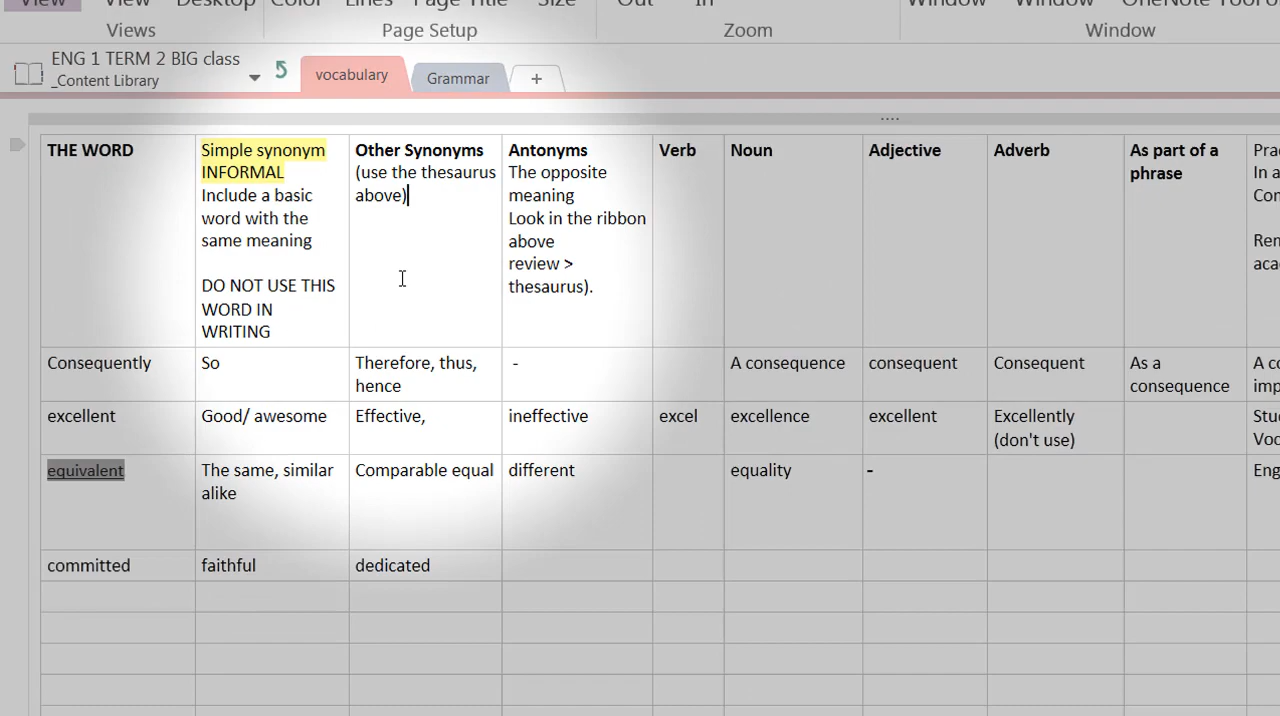 View View Desktop Color Lines Page Title Size Out In Window Window OneNote
Views Page Setup Zoom Window
ENG 1 TERM 2 BIG class
_Content Library
vocabulary Grammar +
THE WORD
Simple synonym
INFORMAL
Include a basic
word with the
same meaning
DO NOT USE THIS
WORD IN
WRITING
Other Synonyms
(use the thesaurus
above)
Antonyms
The opposite
meaning
Look in the ribbon
above
review >
thesaurus).
Verb
Noun
Adjective
Adverb
As part of a
phrase
Consequently
So
Therefore, thus,
hence
-
A consequence
consequent
Consequent
As a
consequence
excellent
Good/ awesome
Effective,
ineffective
excel
excellence
excellent
Excellently
(don't use)
equivalent
The same, similar
alike
Comparable equal
different
equality
-
committed
faithful
dedicated